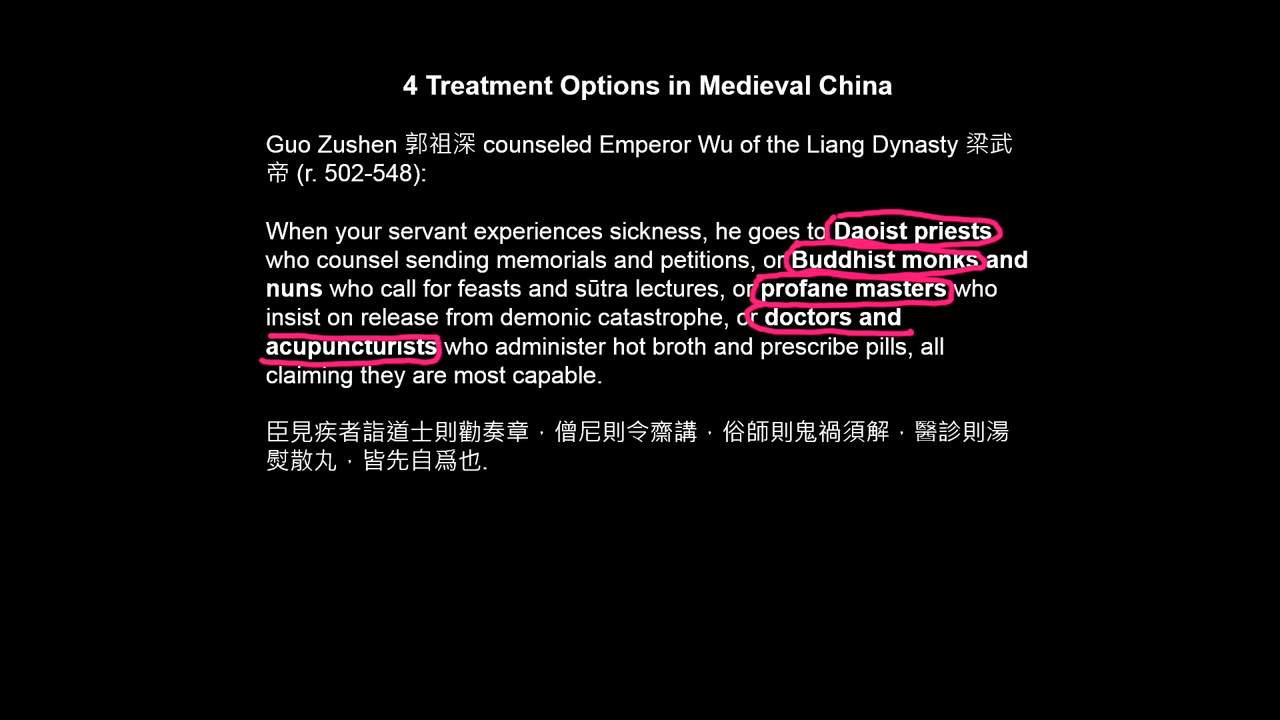 4 Treatment Options in Medieval China
Guo Zushen 郭祖深 counseled Emperor Wu of the Liang Dynasty 梁武
帝 (r. 502-548):
When your servant experiences sickness, he goes to Daoist priests
who counsel sending memorials and petitions, or Buddhist monks and
nuns who call for feasts and sūtra lectures, or profane masters who
insist on release from demonic catastrophe, or doctors and
acupuncturists who administer hot broth and prescribe pills, all
claiming they are most capable.
臣見疾者詣道士則勸奏章，僧尼則令齋講，俗師則鬼禍須解，醫診則湯
熨散丸，皆先自爲也.